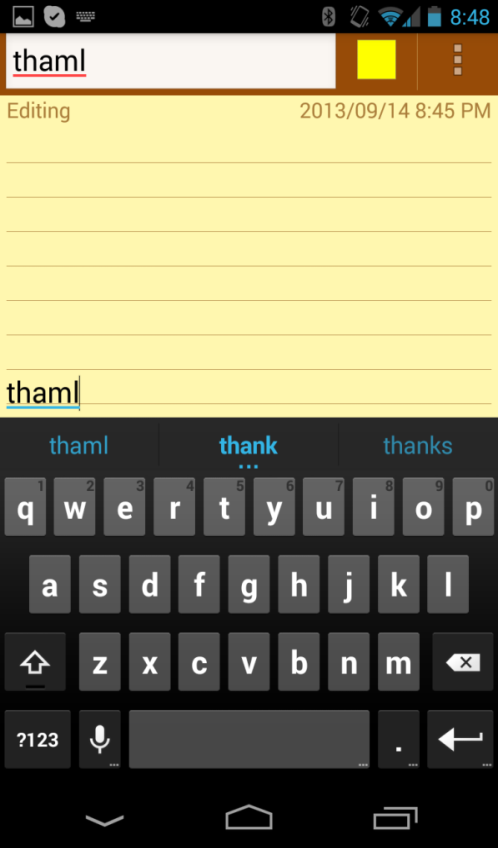 8:48
thaml
Editing 2013/09/14 8:45 PM
thaml
thaml thank thanks
1 2 3 4 5 6 7 8 9 0
q w e r t y u i o p
a s d f g h j k l
z x c v b n m
?123 .